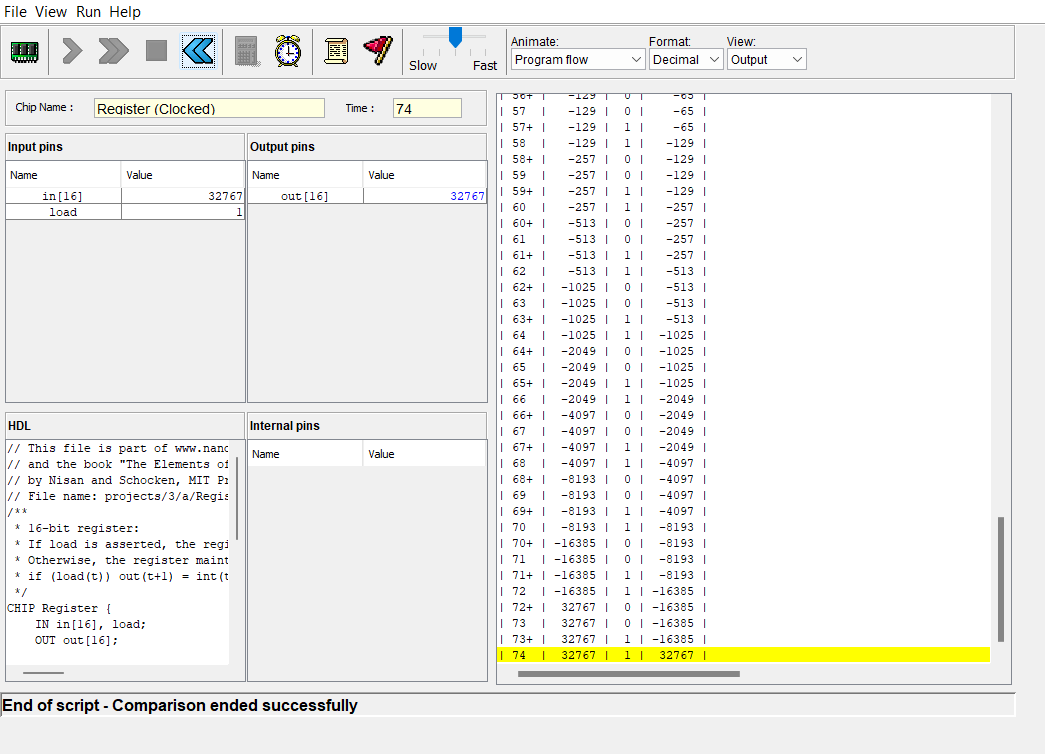 File View Run Help
Slow Fast
Animate: Format: View:
Program flow Decimal Output
Chip Name : Register (Clocked) Time : 74
Input pins
Name Value
in[16] 32767
load 1
Output pins
Name Value
out[16] 32767
HDL
// This file is part of www.nand
// and the book "The Elements of
// by Nisan and Schocken, MIT Pr
// File name: projects/3/a/Regis
/**
* 16-bit register:
* If load is asserted, the regi
* Otherwise, the register maint
* if (load(t)) out(t+1) = int(t
*/
CHIP Register {
IN in[16], load;
OUT out[16];
Internal pins
Name Value
| 56+ | -129 | 0 | -65 |
| 57 | -129 | 0 | -65 |
| 57+ | -129 | 1 | -65 |
| 58 | -129 | 1 | -129 |
| 58+ | -257 | 0 | -129 |
| 59 | -257 | 0 | -129 |
| 59+ | -257 | 1 | -129 |
| 60 | -257 | 1 | -257 |
| 60+ | -513 | 0 | -257 |
| 61 | -513 | 0 | -257 |
| 61+ | -513 | 1 | -257 |
| 62 | -513 | 1 | -513 |
| 62+ | -1025 | 0 | -513 |
| 63 | -1025 | 0 | -513 |
| 63+ | -1025 | 1 | -513 |
| 64 | -1025 | 1 | -1025 |
| 64+ | -2049 | 0 | -1025 |
| 65 | -2049 | 0 | -1025 |
| 65+ | -2049 | 1 | -1025 |
| 66 | -2049 | 1 | -2049 |
| 66+ | -4097 | 0 | -2049 |
| 67 | -4097 | 0 | -2049 |
| 67+ | -4097 | 1 | -2049 |
| 68 | -4097 | 1 | -4097 |
| 68+ | -8193 | 0 | -4097 |
| 69 | -8193 | 0 | -4097 |
| 69+ | -8193 | 1 | -4097 |
| 70 | -8193 | 1 | -8193 |
| 70+ | -16385 | 0 | -8193 |
| 71 | -16385 | 0 | -8193 |
| 71+ | -16385 | 1 | -8193 |
| 72 | -16385 | 1 | -16385 |
| 72+ | 32767 | 0 | -16385 |
| 73 | 32767 | 0 | -16385 |
| 73+ | 32767 | 1 | -16385 |
| 74 | 32767 | 1 | 32767 |
End of script - Comparison ended successfully